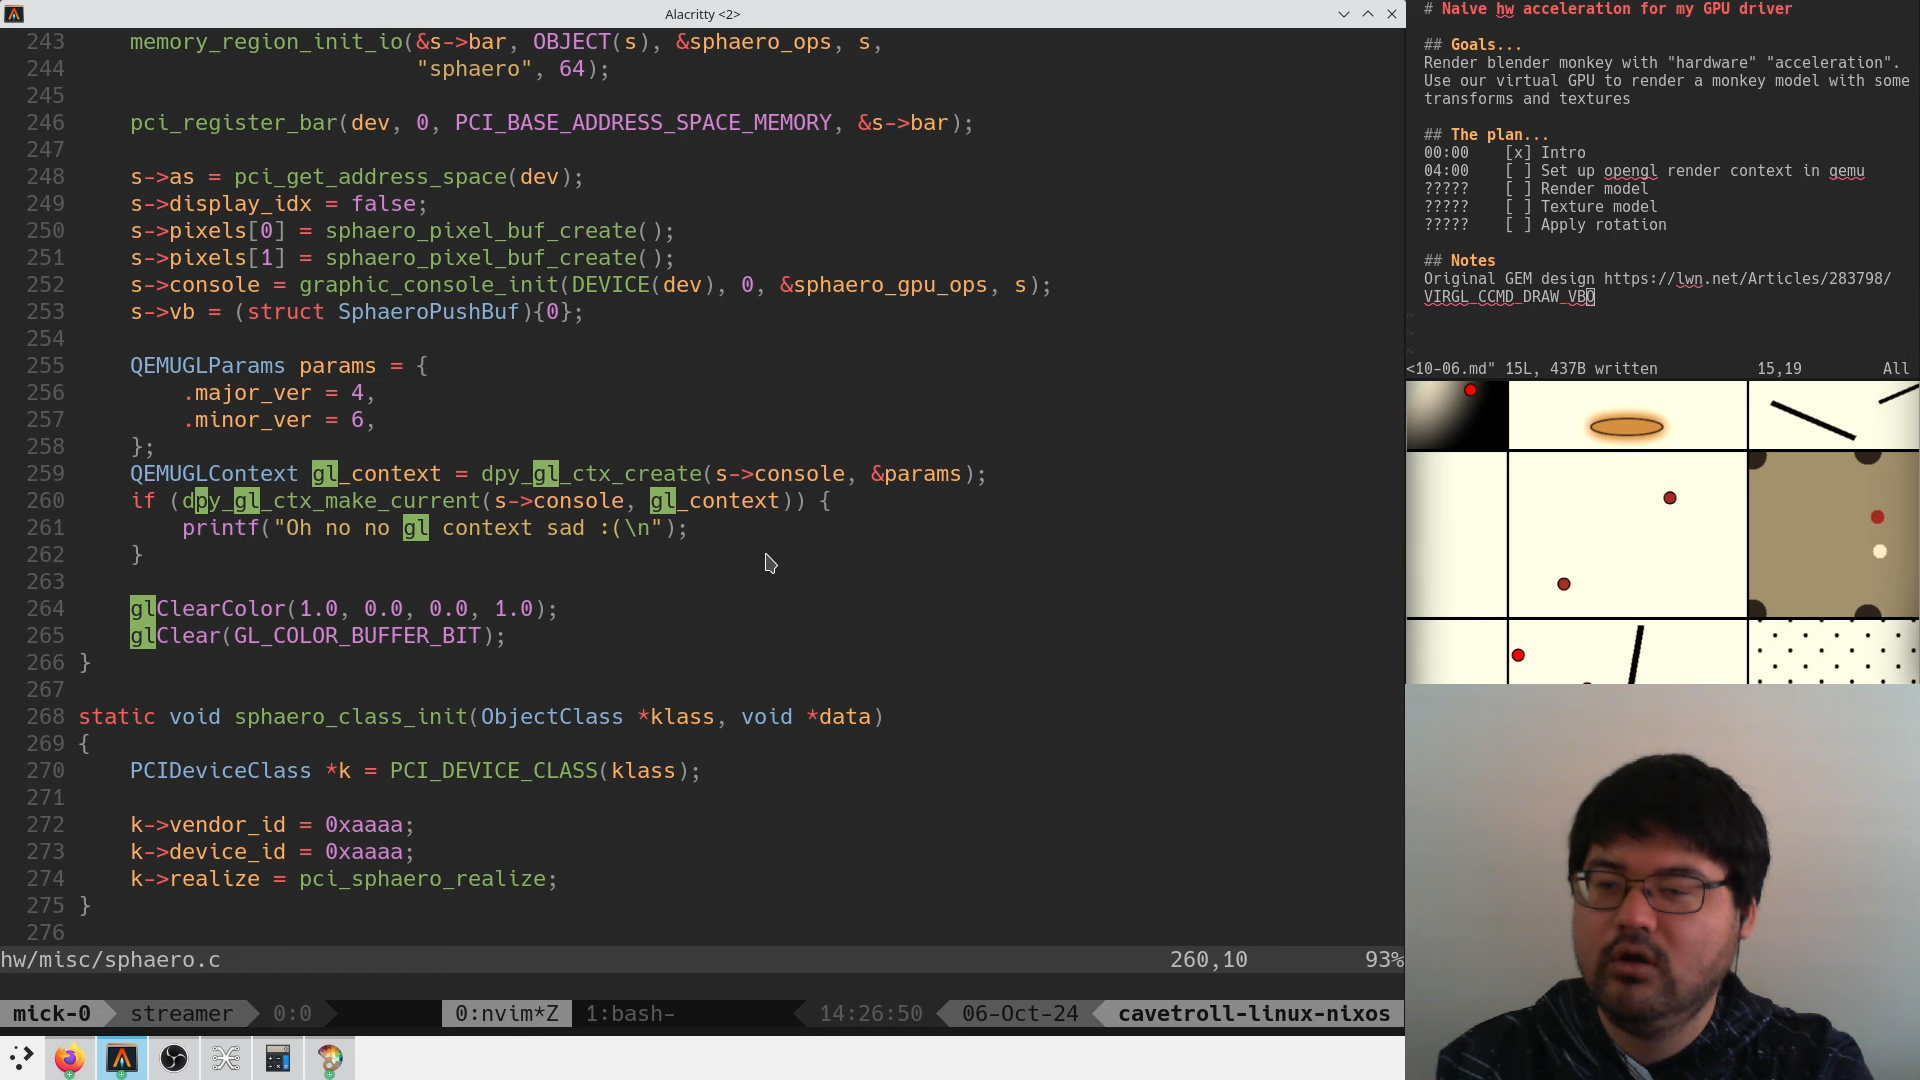 Alacritty <2>
243 memory_region_init_io(&s->bar, OBJECT(s), &sphaero_ops, s,
244 "sphaero", 64);
245
246 pci_register_bar(dev, 0, PCI_BASE_ADDRESS_SPACE_MEMORY, &s->bar);
247
248 s->as = pci_get_address_space(dev);
249 s->display_idx = false;
250 s->pixels[0] = sphaero_pixel_buf_create();
251 s->pixels[1] = sphaero_pixel_buf_create();
252 s->console = graphic_console_init(DEVICE(dev), 0, &sphaero_gpu_ops, s);
253 s->vb = (struct SphaeroPushBuf){0};
254
255 QEMUGLParams params = {
256 .major_ver = 4,
257 .minor_ver = 6,
258 };
259 QEMUGLContext gl_context = dpy_gl_ctx_create(s->console, &params);
260 if (dpy_gl_ctx_make_current(s->console, gl_context)) {
261 printf("Oh no no gl context sad :(\n");
262 }
263
264 glClearColor(1.0, 0.0, 0.0, 1.0);
265 glClear(GL_COLOR_BUFFER_BIT);
266 }
267
268 static void sphaero_class_init(ObjectClass *klass, void *data)
269 {
270 PCIDeviceClass *k = PCI_DEVICE_CLASS(klass);
271
272 k->vendor_id = 0xaaaa;
273 k->device_id = 0xaaaa;
274 k->realize = pci_sphaero_realize;
275 }
276
hw/misc/sphaero.c 260,10 93%
mick-0 streamer 0:0 0:nvim*Z 1:bash- 14:26:50 06-Oct-24 cavetroll-linux-nixos
# Naive hw acceleration for my GPU driver
## Goals...
Render blender monkey with "hardware" "acceleration".
Use our virtual GPU to render a monkey model with some
transforms and textures
## The plan...
00:00 [x] Intro
04:00 [ ] Set up opengl render context in qemu
????? [ ] Render model
????? [ ] Texture model
????? [ ] Apply rotation
## Notes
Original GEM design https://lwn.net/Articles/283798/
VIRGL_CCMD_DRAW_VBO
~
~
~
<10-06.md" 15L, 437B written 15,19 All